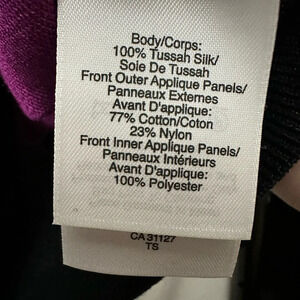 Body/Corps:
100% Tussah Silk/
Soie De Tussah
Front Outer Applique Panels/
Panneaux Externes
Avant D'applique:
77% Cotton/Coton
23% Nylon
Front Inner Applique Panels/
Panneaux Intérieurs
Avant D'applique:
100% Polyester
CA 31127
TS